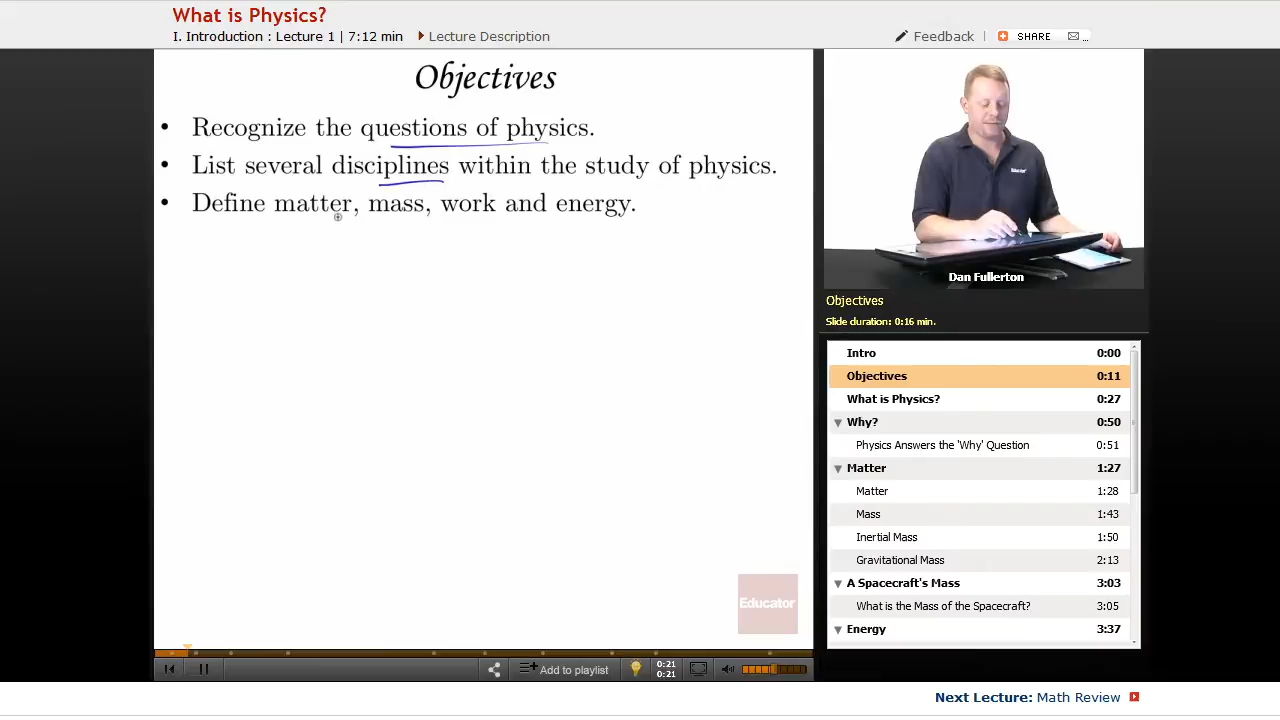 What is Physics?
I. Introduction : Lecture 1 | 7:12 min
Lecture Description
Feedback
SHARE
Objectives
• Recognize the questions of physics.
• List several disciplines within the study of physics.
• Define matter, mass, work and energy.
Educator
Dan Fullerton
Objectives
Slide duration: 0:16 min.
Intro 0:00
Objectives 0:11
What is Physics? 0:27
Why? 0:50
Physics Answers the 'Why' Question 0:51
Matter 1:27
Matter 1:28
Mass 1:43
Inertial Mass 1:50
Gravitational Mass 2:13
A Spacecraft's Mass 3:03
What is the Mass of the Spacecraft? 3:05
Energy 3:37
Add to playlist
0:21
0:21
Next Lecture: Math Review